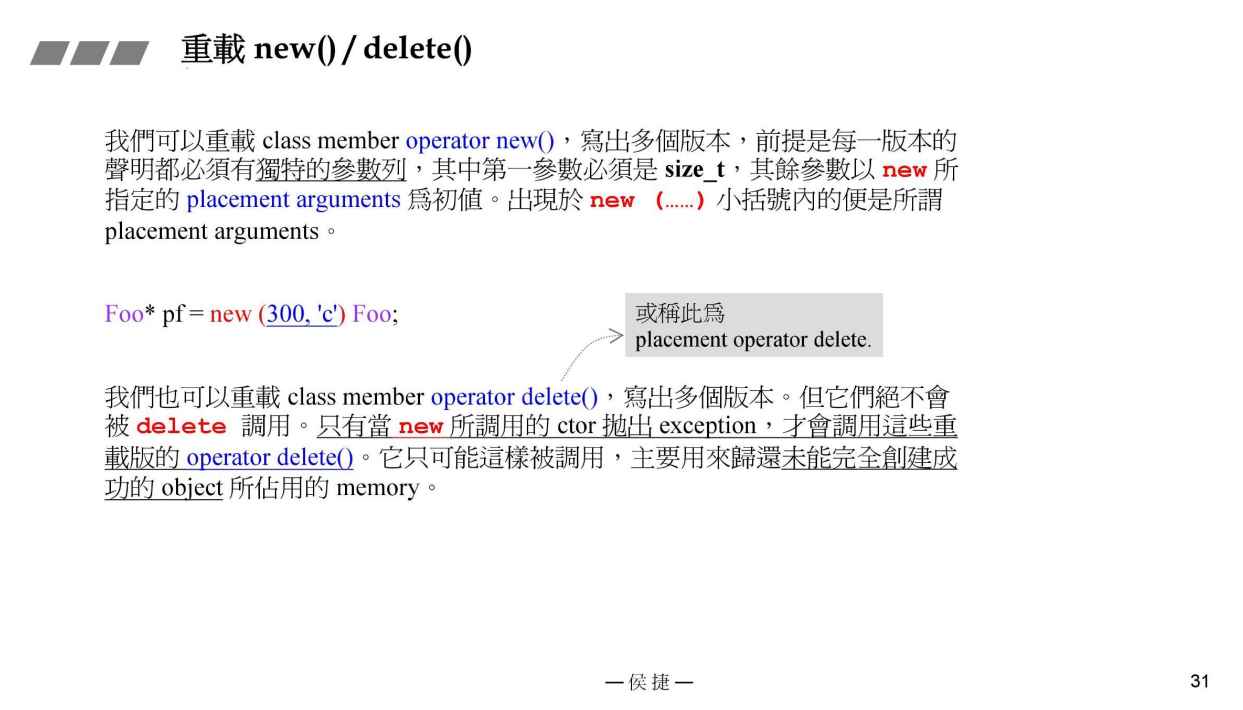 重載 new() / delete()
我們可以重載 class member operator new()，寫出多個版本，前提是每一版本的
聲明都必須有獨特的參數列，其中第一參數必須是 size_t，其餘參數以 new 所
指定的 placement arguments 爲初值。出現於 new (……) 小括號內的便是所謂
placement arguments。
Foo* pf = new (300, 'c') Foo;
或稱此爲
placement operator delete.
我們也可以重載 class member operator delete()，寫出多個版本。但它們絕不會
被 delete 調用。只有當 new 所調用的 ctor 拋出 exception，才會調用這些重
載版的 operator delete()。它只可能這樣被調用，主要用來歸還未能完全創建成
功的 object 所佔用的 memory。
— 侯捷 —
31